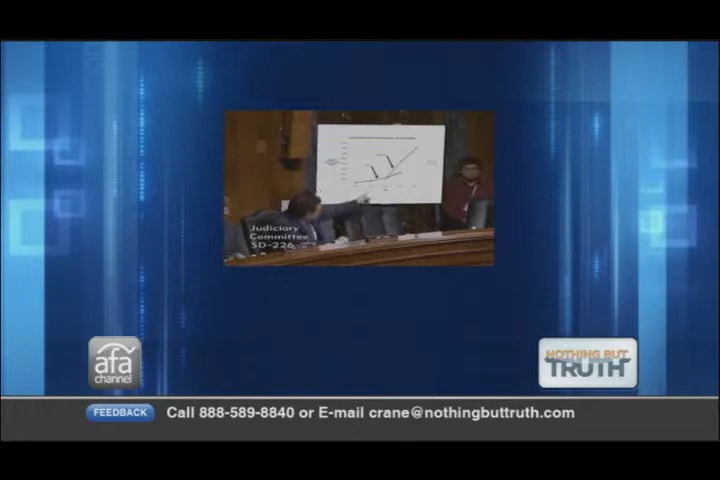 Judiciary
Committee
SD-226
afa
channel
NOTHING BUT
TRUTH
FEEDBACK
Call 888-589-8840 or E-mail crane@nothingbuttruth.com